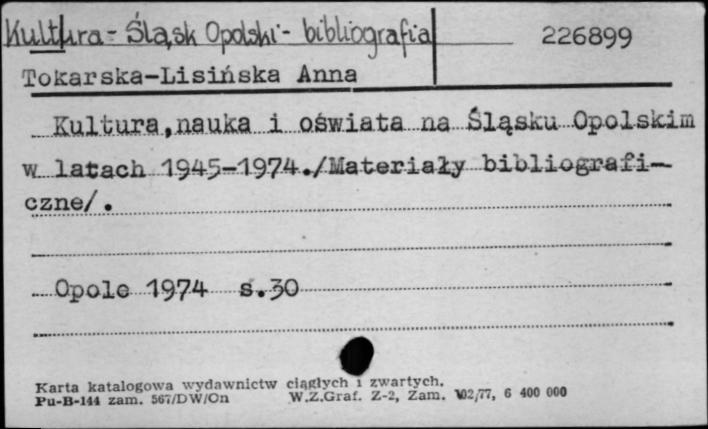 Kultura - Śląsk Opolski - bibliografia 226899
Tokarska-Lisińska Anna
Kultura,nauka i oświata na Śląsku Opolskim
w latach 1945-1974./Materiały bibliografi-
czne/.
Opole 1974 s.30
Karta katalogowa wydawnictw ciągłych i zwartych.
Pu-B-144 zam. 567/DW/On W.Z.Graf. Z-2, Zam. 102/77, 6 400 000